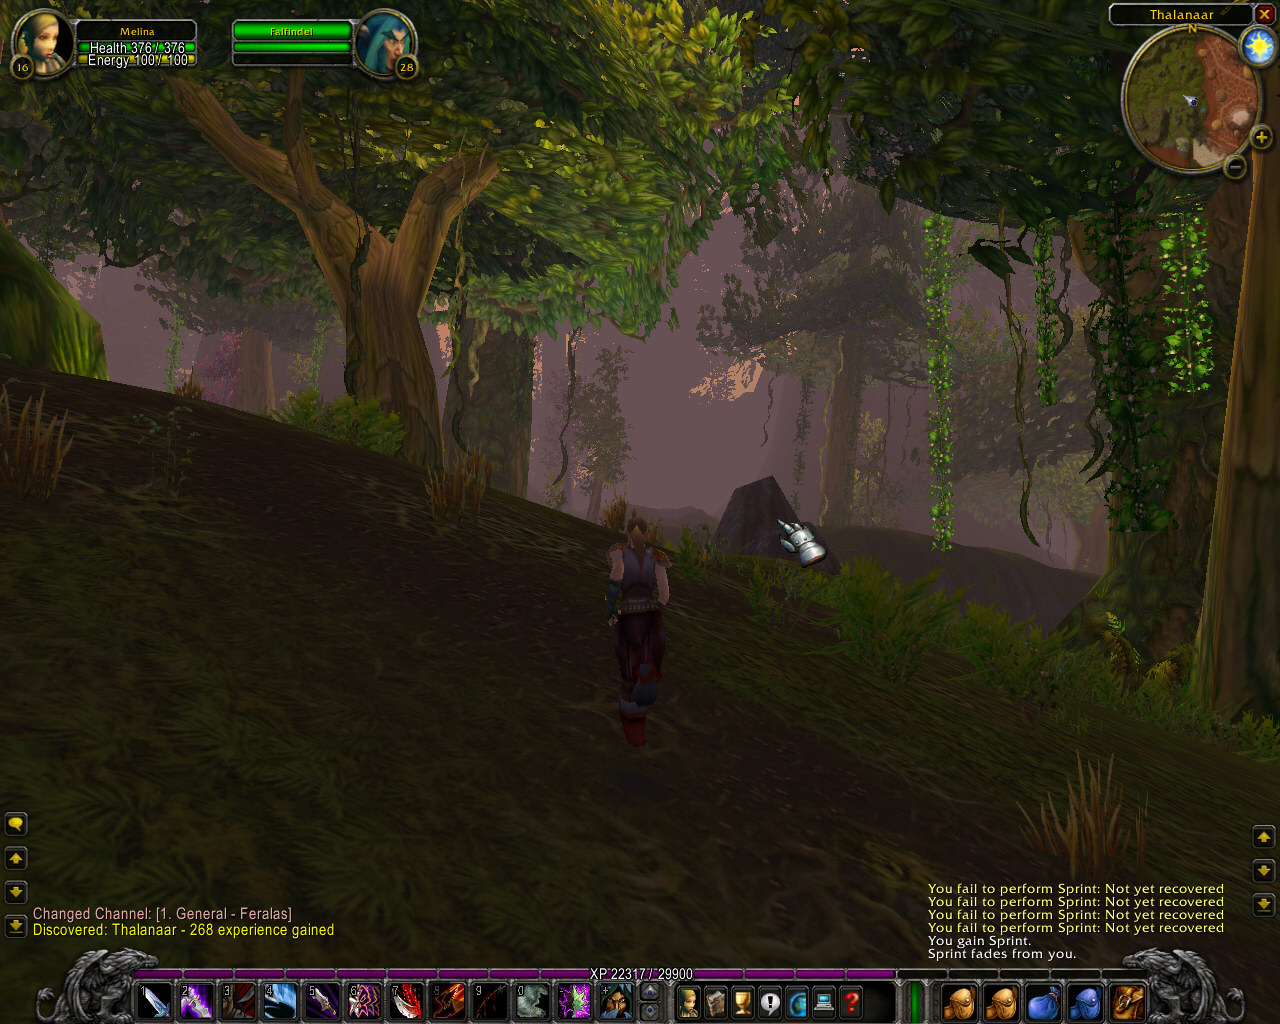 Melina
Health 376 / 376
Energy 100 / 100
16
Falfindel
28
Thalanaar
N
You fail to perform Sprint: Not yet recovered
You fail to perform Sprint: Not yet recovered
You fail to perform Sprint: Not yet recovered
You fail to perform Sprint: Not yet recovered
You gain Sprint.
Sprint fades from you.
Changed Channel: [1. General - Feralas]
Discovered: Thalanaar - 268 experience gained
XP 22317 / 29900
1 2 3 4 5 6 7 8 9 0 - +